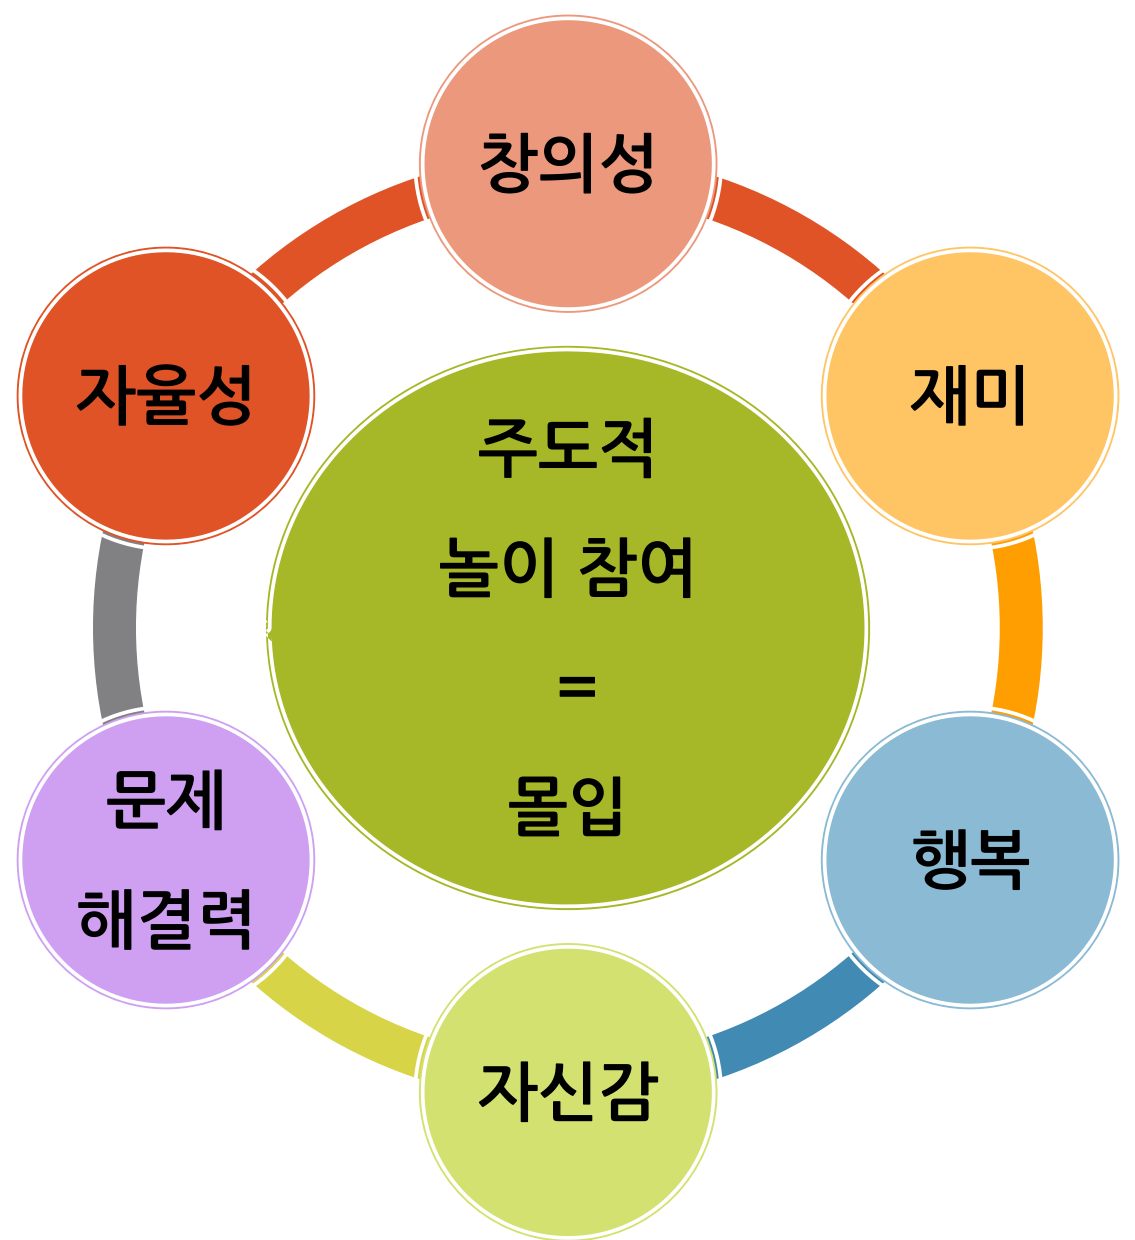 창의성
재미
행복
자신감
문제
해결력
자율성
주도적
놀이 참여
=
몰입